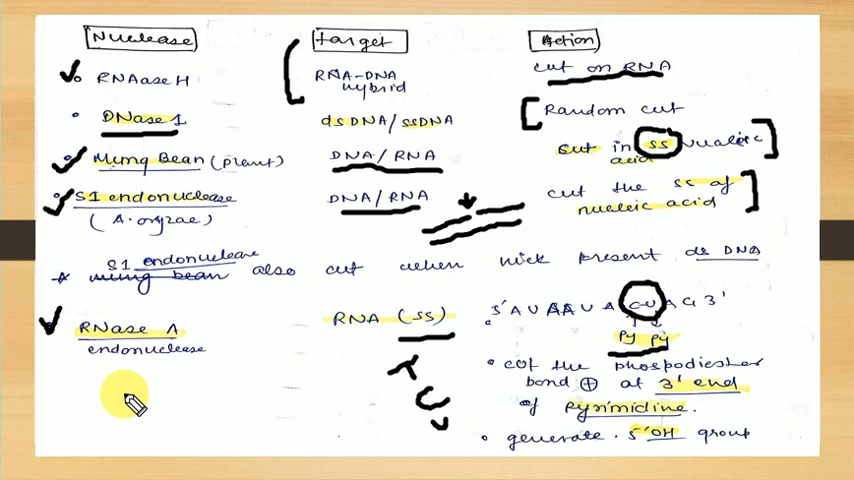 Nuclease Target Action
RNAase H RNA-DNA hybrid cut on RNA
DNase 1 dsDNA/ssDNA Random cut
Mung Bean (plant) DNA/RNA cut in ss nucleic acid
S1 endonuclease DNA/RNA cut the ss of nucleic acid
(A. oryzae)
S1 endonuclease
* mung bean also cut when nick present ds DNA
RNase A RNA (ss)
endonuclease
Py Py
• cut the phospodiesher
bond ⊕ at 3' end
of pyrimidine.
• generate. 5'OH group